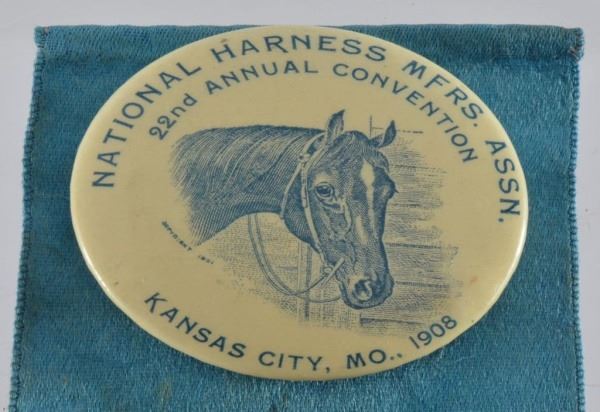 NATIONAL HARNESS MFRS. ASSN.
22nd ANNUAL CONVENTION
KANSAS CITY, MO., 1908